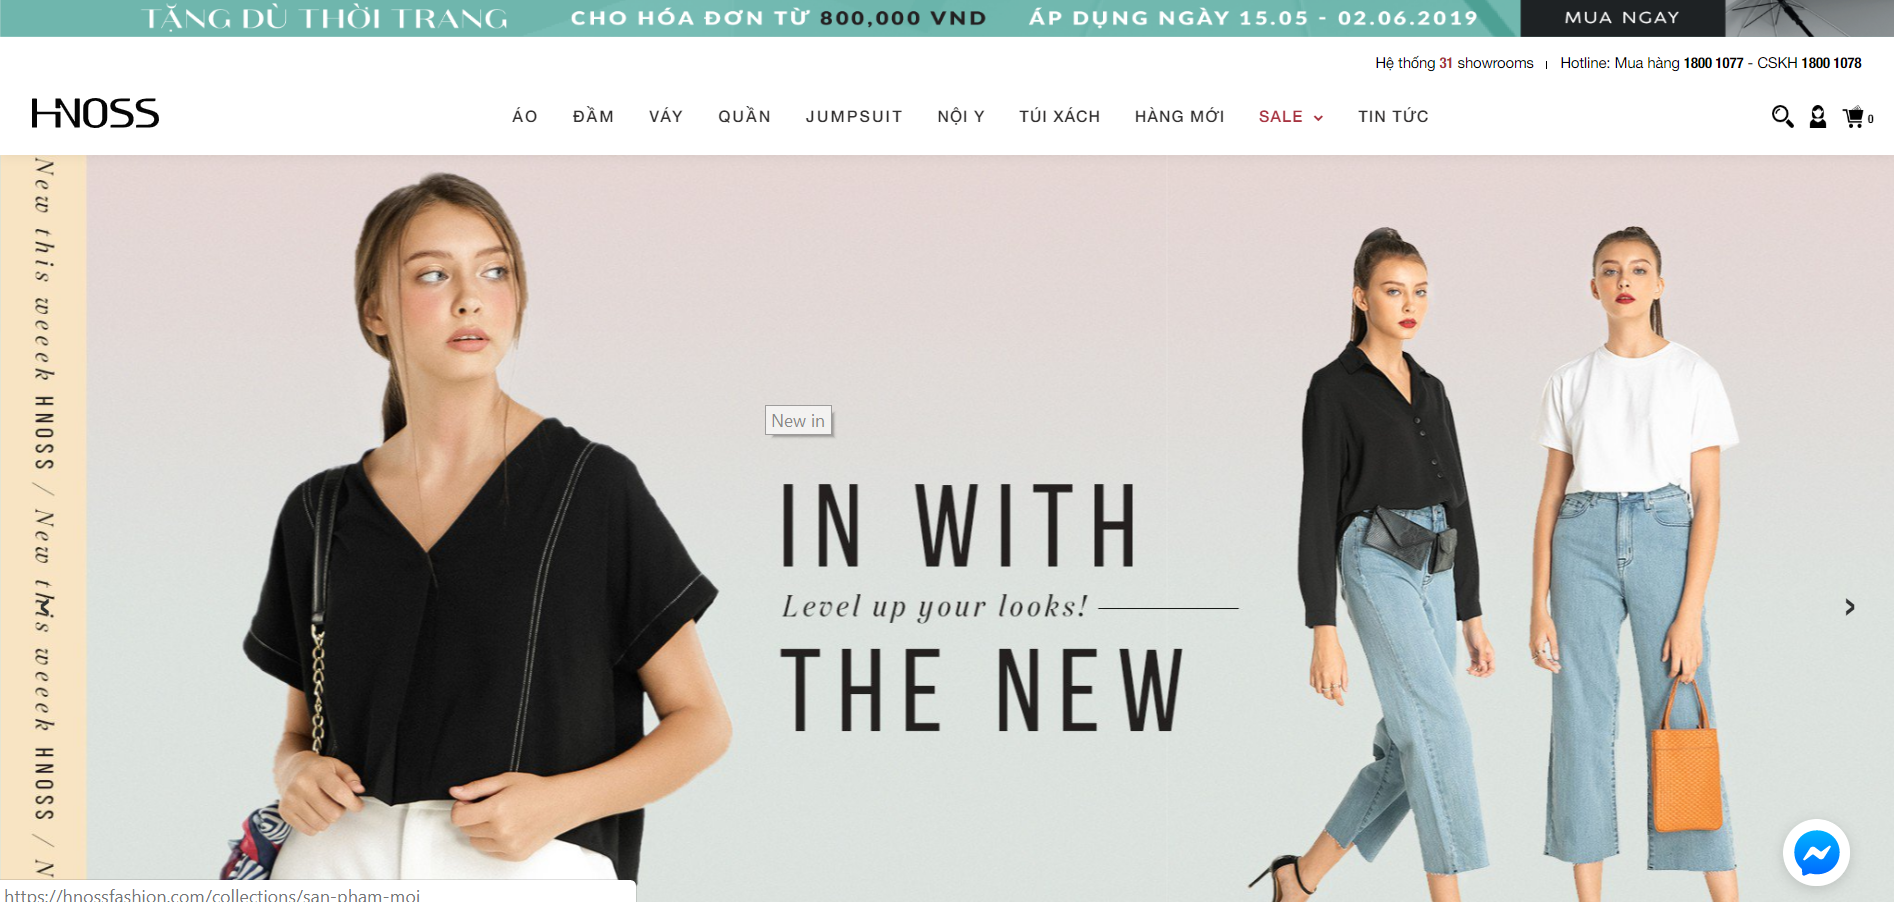 TẶNG DÙ THỜI TRANG CHO HÓA ĐƠN TỪ 800,000 VND ÁP DỤNG NGÀY 15.05 - 02.06.2019 MUA NGAY
Hệ thống 31 showrooms | Hotline: Mua hàng 1800 1077 - CSKH 1800 1078
HNOSS
ÁO ĐẦM VÁY QUẦN JUMPSUIT NỘI Y TÚI XÁCH HÀNG MỚI SALE TIN TỨC
0
New this weeek HNOSS / New this weeek HNOSS / N
New in
IN WITH
Level up your looks!
THE NEW
https://hnossfashion.com/collections/san-pham-moi